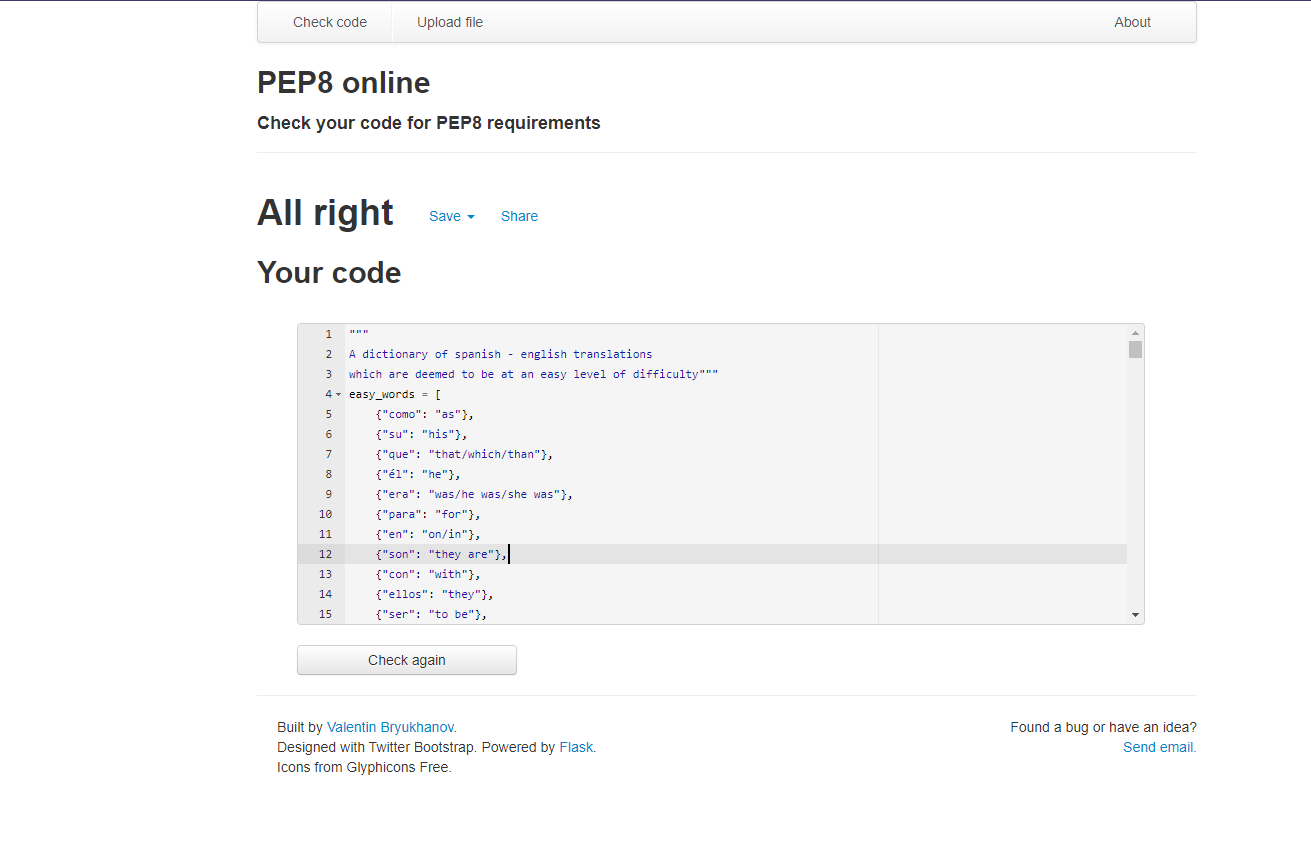 Check code Upload file About
PEP8 online
Check your code for PEP8 requirements
All right Save Share
Your code
1 """
2 A dictionary of spanish - english translations
3 which are deemed to be at an easy level of difficulty"""
4 easy_words = [
5 {"como": "as"},
6 {"su": "his"},
7 {"que": "that/which/than"},
8 {"él": "he"},
9 {"era": "was/he was/she was"},
10 {"para": "for"},
11 {"en": "on/in"},
12 {"son": "they are"},
13 {"con": "with"},
14 {"ellos": "they"},
15 {"ser": "to be"},
Check again
Built by Valentin Bryukhanov.
Designed with Twitter Bootstrap. Powered by Flask.
Icons from Glyphicons Free.
Found a bug or have an idea?
Send email.